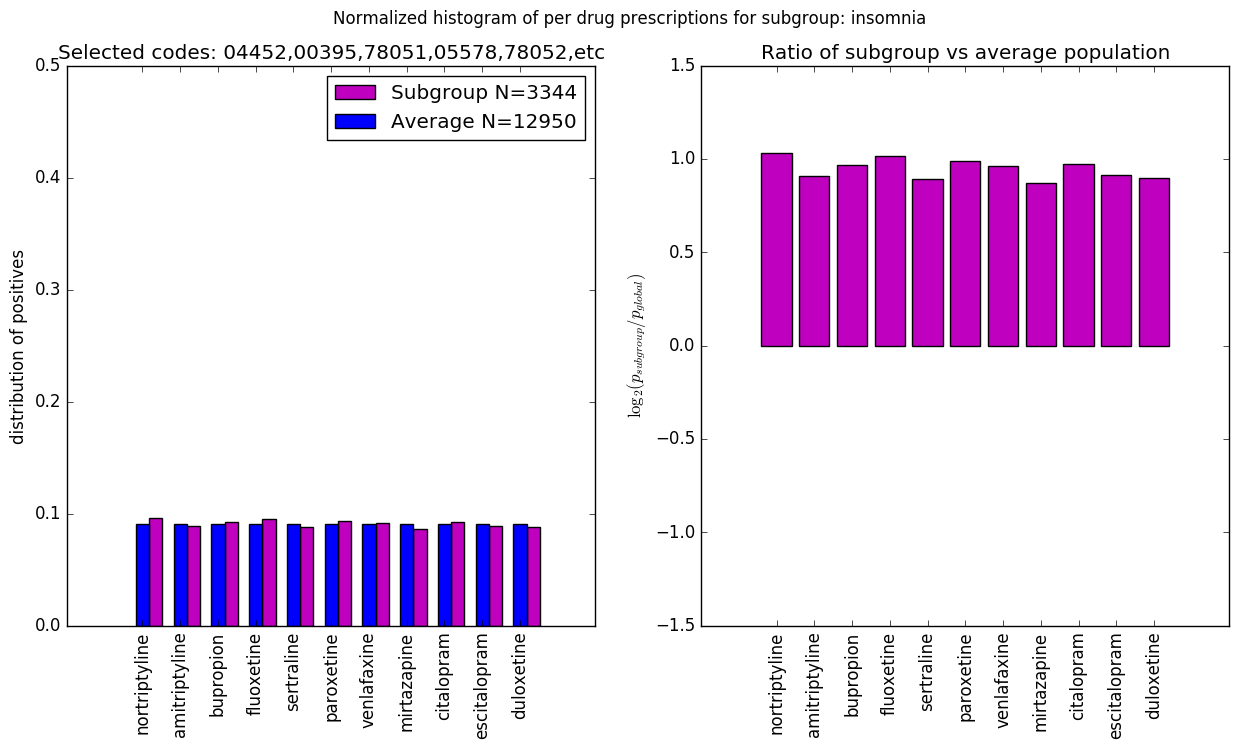 Normalized histogram of per drug prescriptions for subgroup: insomnia
Selected codes: 04452,00395,78051,05578,78052,etc
Subgroup N=3344
Average N=12950
distribution of positives
0.5
0.4
0.3
0.2
0.1
0.0
nortriptyline
amitriptyline
bupropion
fluoxetine
sertraline
paroxetine
venlafaxine
mirtazapine
citalopram
escitalopram
duloxetine
Ratio of subgroup vs average population
log2(psubgroup/pglobal)
1.5
1.0
0.5
0.0
−0.5
−1.0
−1.5
nortriptyline
amitriptyline
bupropion
fluoxetine
sertraline
paroxetine
venlafaxine
mirtazapine
citalopram
escitalopram
duloxetine